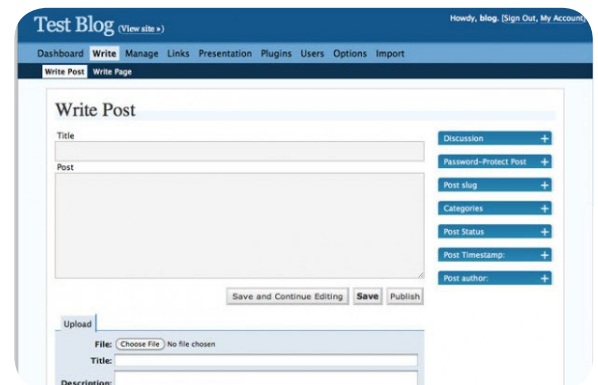 Test Blog (View site »)
Howdy, blog. [Sign Out, My Account]
Dashboard Write Manage Links Presentation Plugins Users Options Import
Write Post Write Page
Write Post
Title
Post
Discussion +
Password-Protect Post +
Post slug +
Categories +
Post Status +
Post Timestamp: +
Post author: +
Save and Continue Editing Save Publish
Upload
File: Choose File No file chosen
Title:
Description: